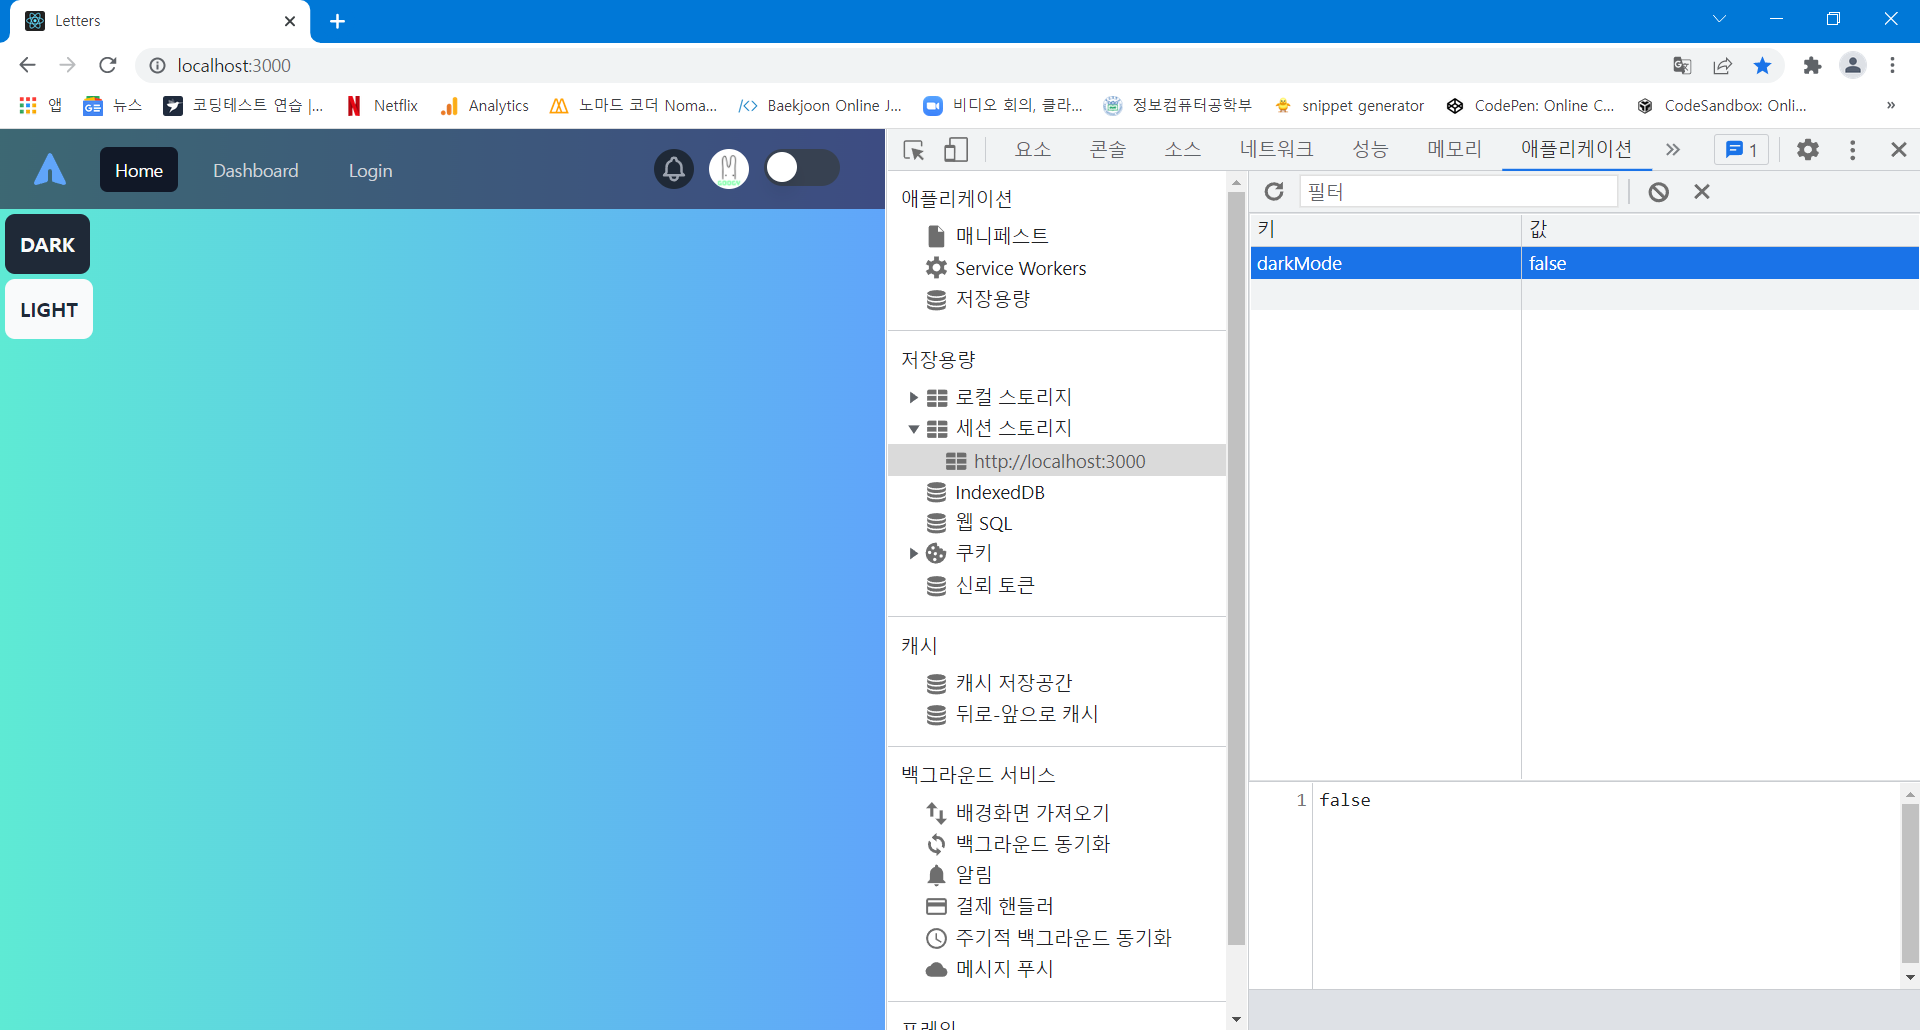 Letters
localhost:3000
앱 뉴스 코딩테스트 연습 |... Netflix Analytics 노마드 코더 Noma... Baekjoon Online J... 비디오 회의, 클라... 정보컴퓨터공학부 snippet generator CodePen: Online C... CodeSandbox: Onli... »
Home Dashboard Login
DARK
LIGHT
요소 콘솔 소스 네트워크 성능 메모리 애플리케이션 1
애플리케이션
매니페스트
Service Workers
저장용량
저장용량
로컬 스토리지
세션 스토리지
http://localhost:3000
IndexedDB
웹 SQL
쿠키
신뢰 토큰
캐시
캐시 저장공간
뒤로-앞으로 캐시
백그라운드 서비스
배경화면 가져오기
백그라운드 동기화
알림
결제 핸들러
주기적 백그라운드 동기화
메시지 푸시
프레임
필터
키 값
darkMode false
1 false